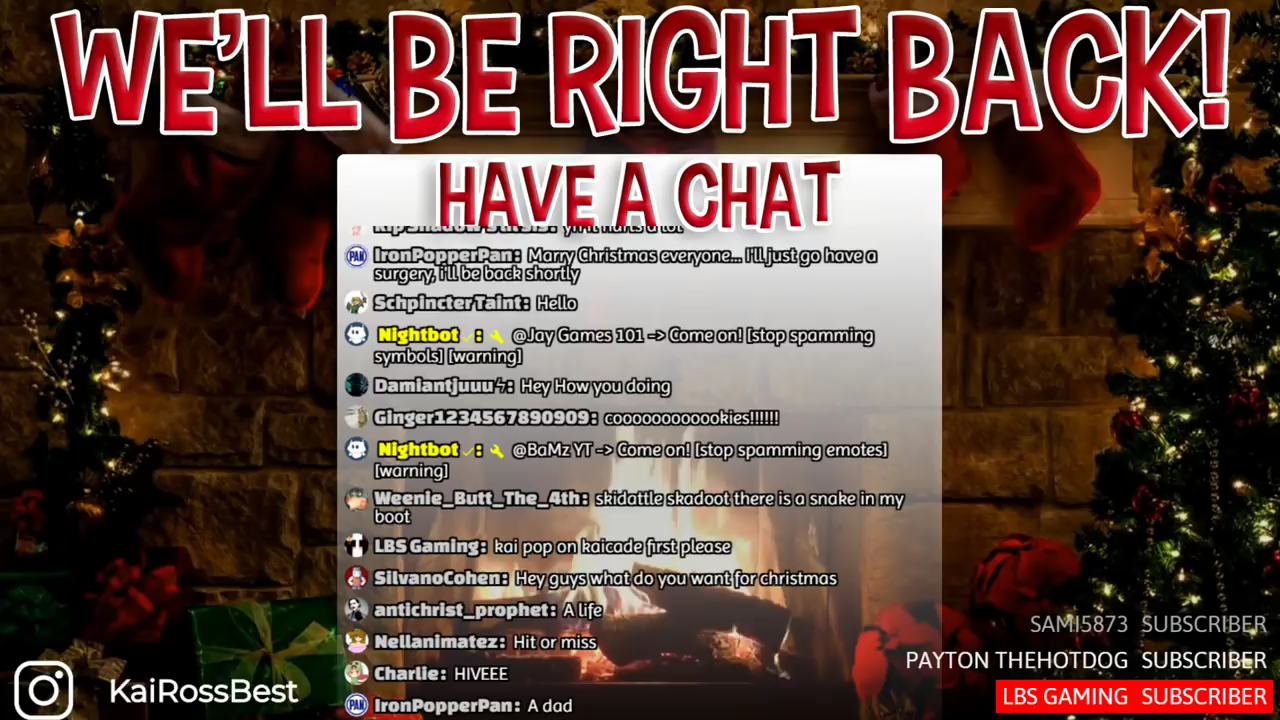 WE'LL BE RIGHT BACK!
HAVE A CHAT
IronPopperPan: Marry Christmas everyone... I'll just go have a
surgery, i'll be back shortly
SchpincterTaint: Hello
Nightbot ✓: @Jay Games 101 -> Come on! [stop spamming
symbols] [warning]
Damiantjuuu⚡: Hey How you doing
Ginger1234567890909: coooooooooookies!!!!!!
Nightbot ✓: @BaMz YT -> Come on! [stop spamming emotes]
[warning]
Weenie_Butt_The_4th: skidattle skadoot there is a snake in my
boot
LBS Gaming: kai pop on kaicade first please
SilvanoCohen: Hey guys what do you want for christmas
antichrist_prophet: A life
Nellanimatez: Hit or miss
Charlie: HIVEEE
PAN IronPopperPan: A dad
SAMI5873 SUBSCRIBER
PAYTON THEHOTDOG SUBSCRIBER
LBS GAMING SUBSCRIBER
KaiRossBest